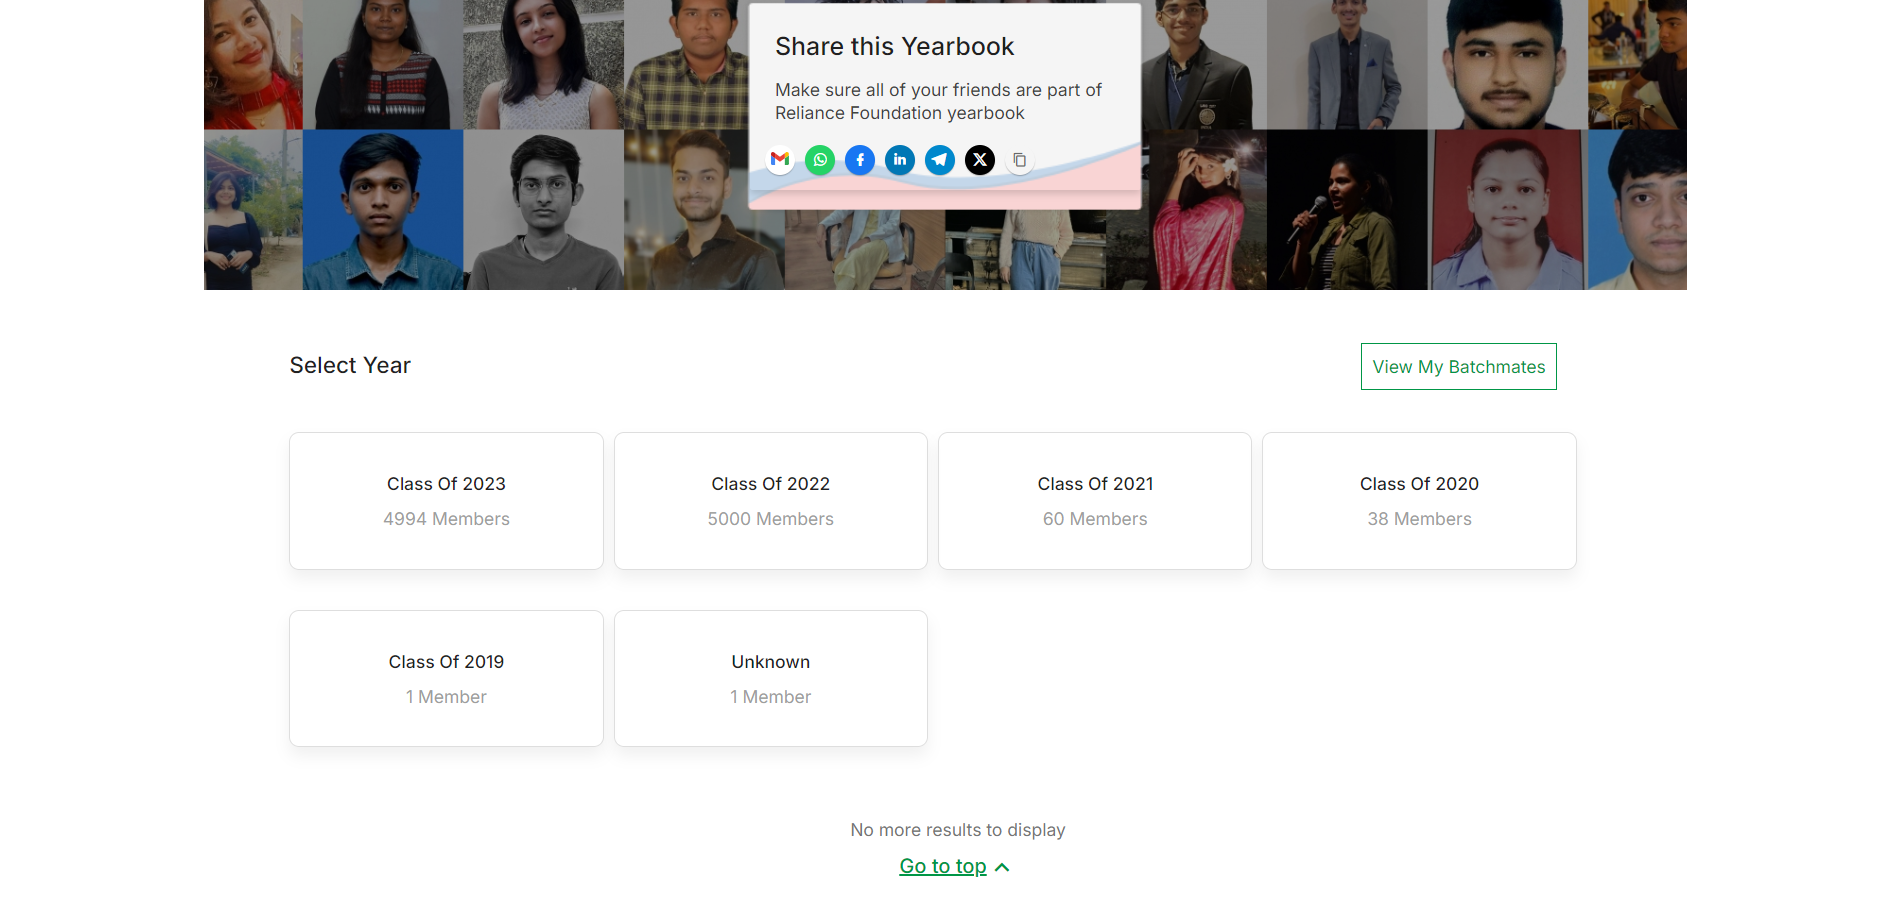 Share this Yearbook
Make sure all of your friends are part of
Reliance Foundation yearbook
Select Year
View My Batchmates
Class Of 2023
4994 Members
Class Of 2022
5000 Members
Class Of 2021
60 Members
Class Of 2020
38 Members
Class Of 2019
1 Member
Unknown
1 Member
No more results to display
Go to top